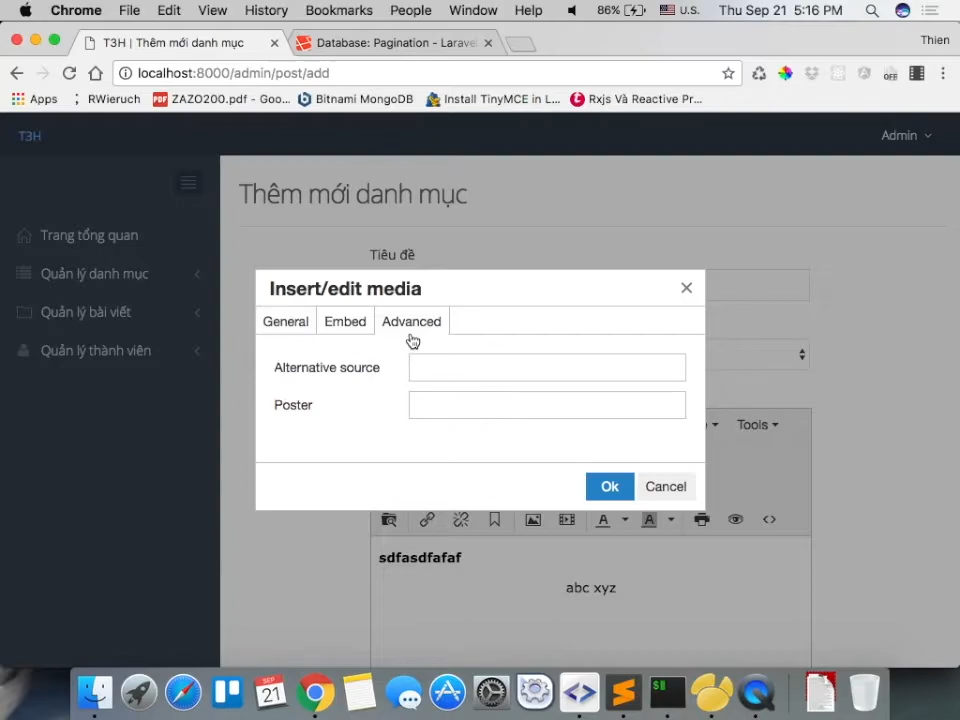 Chrome File Edit View History Bookmarks People Window Help 86% U.S. Thu Sep 21 5:16 PM
T3H | Thêm mới danh mục Database: Pagination - Larave Thien
localhost:8000/admin/post/add
OFF
Apps RWieruch PDF ZAZO200.pdf - Goo... Bitnami MongoDB Install TinyMCE in L... Rxjs Và Reactive Pr...
T3H Admin
Thêm mới danh mục
Trang tổng quan
Quản lý danh mục
Quản lý bài viết
Quản lý thành viên
Tiêu đề
Insert/edit media
General Embed Advanced
Alternative source
Poster
Ok Cancel
Tools
A A
sdfasdfafaf
abc xyz
SEP
21